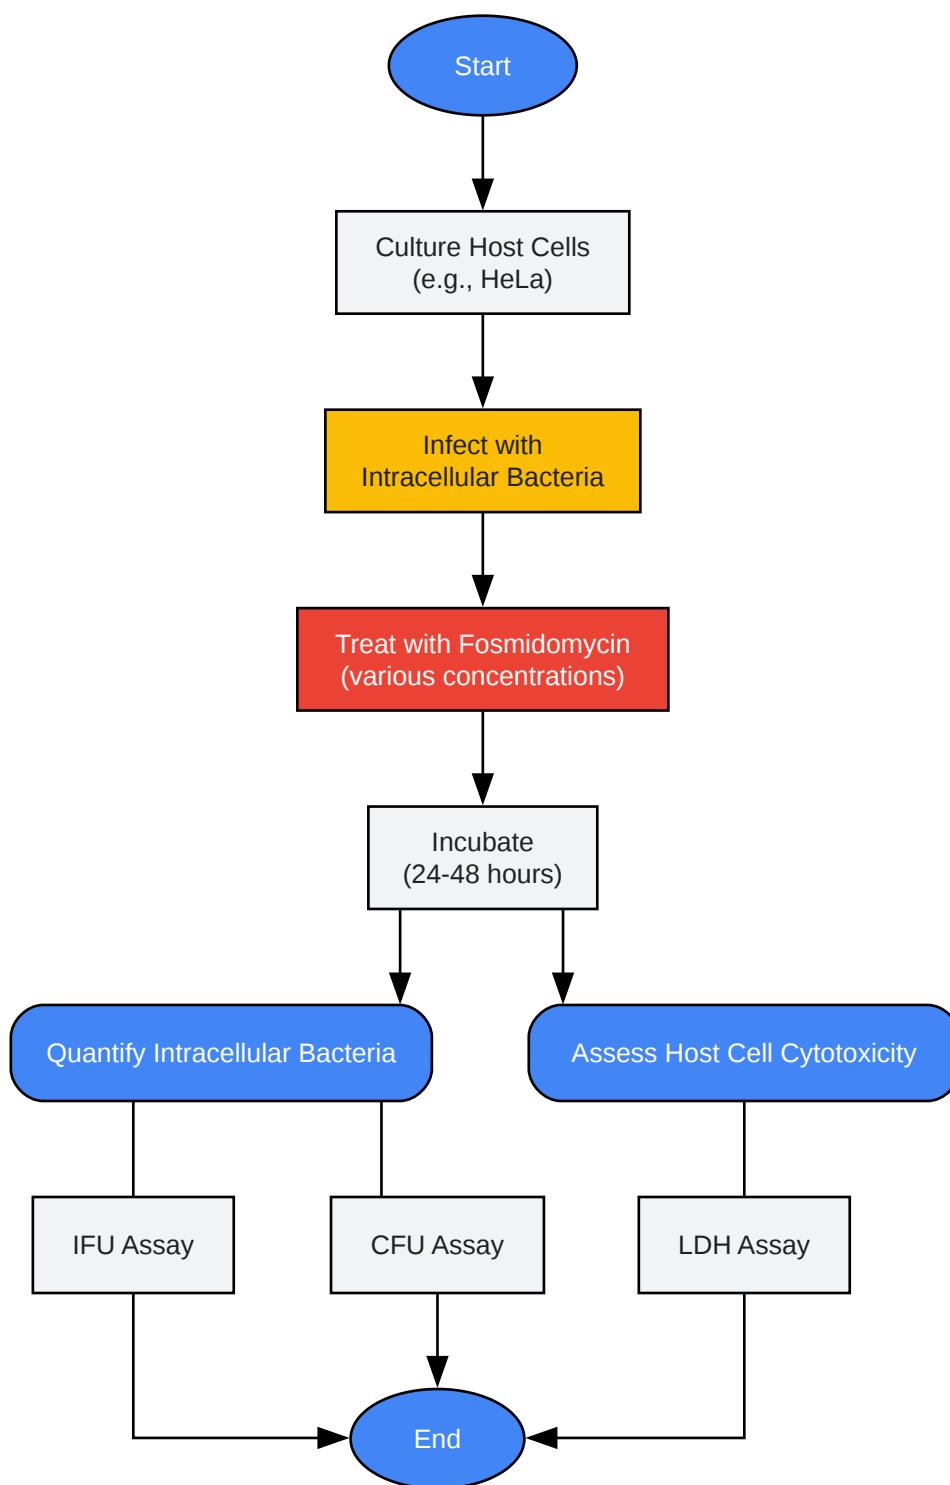 Start
Culture Host Cells
(e.g., HeLa)
Infect with
Intracellular Bacteria
Treat with Fosmidomycin
(various concentrations)
Incubate
(24-48 hours)
Quantify Intracellular Bacteria
Assess Host Cell Cytotoxicity
IFU Assay
CFU Assay
LDH Assay
End